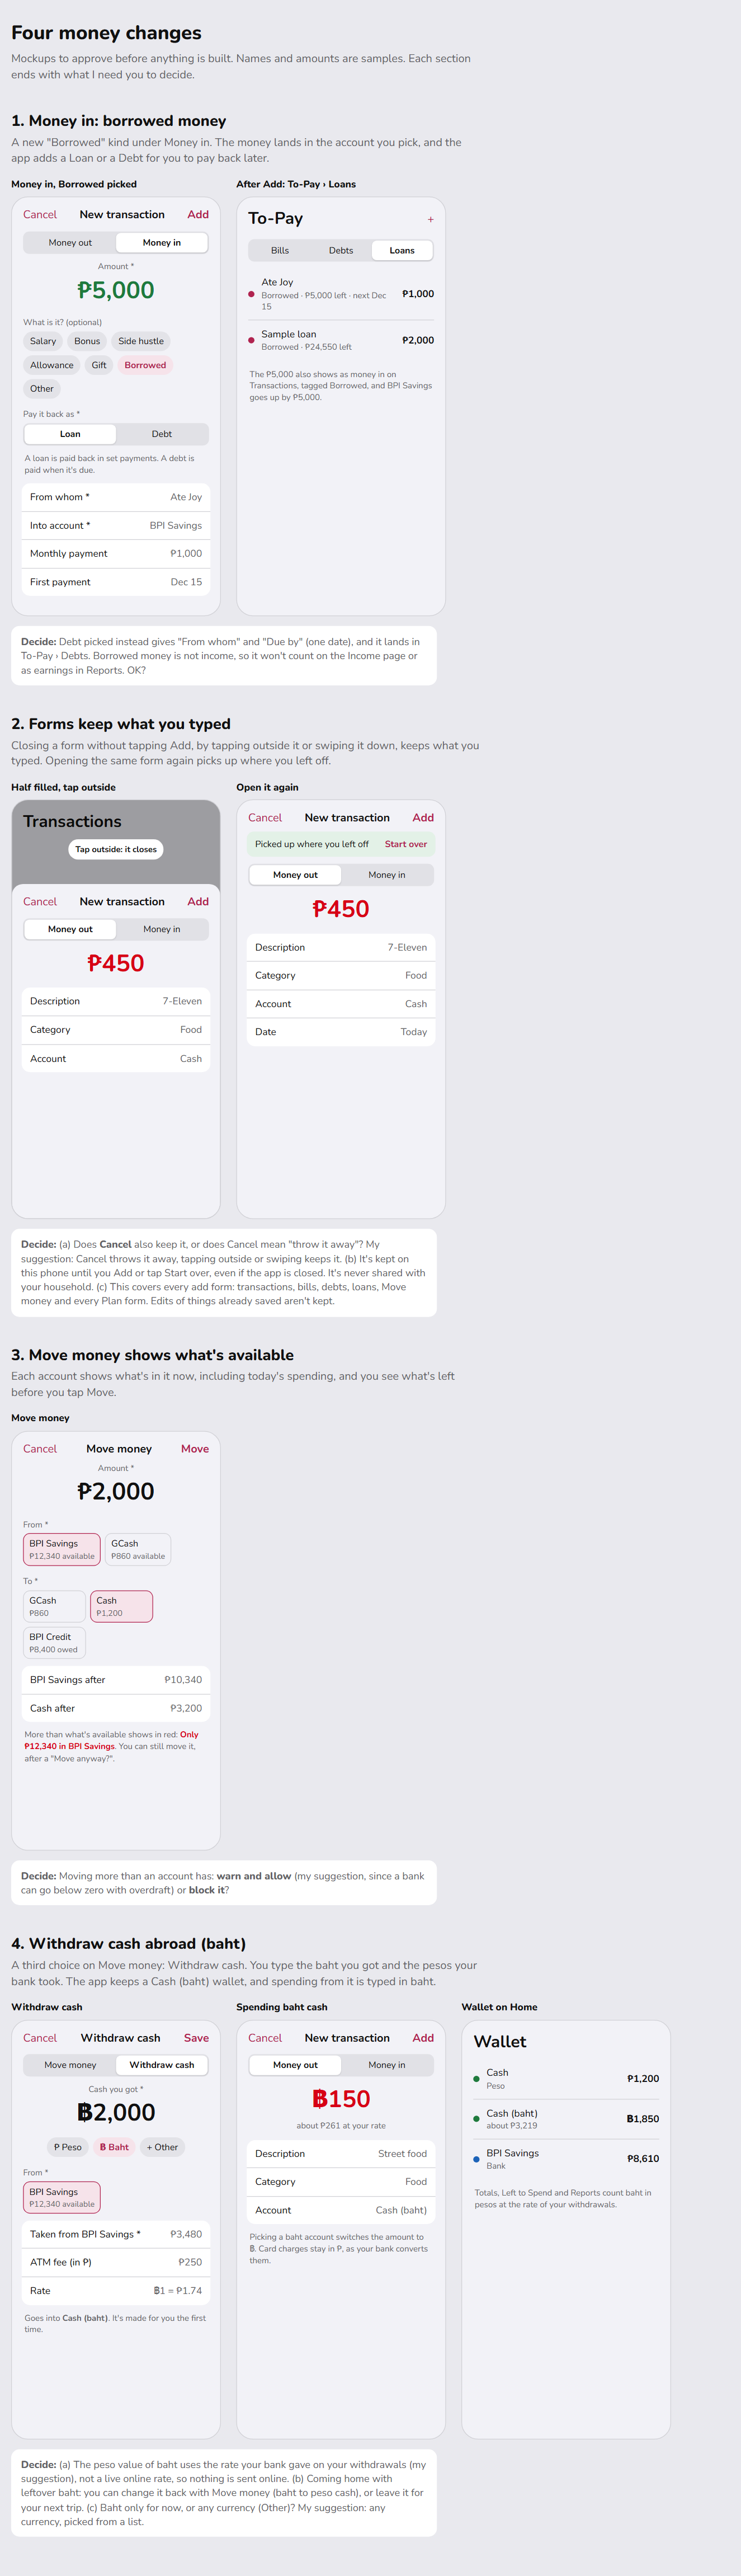 Four money changes
Mockups to approve before anything is built. Names and amounts are samples. Each section
ends with what I need you to decide.
1. Money in: borrowed money
A new "Borrowed" kind under Money in. The money lands in the account you pick, and the
app adds a Loan or a Debt for you to pay back later.
Money in, Borrowed picked
Cancel New transaction Add
Money out Money in
Amount *
₱5,000
What is it? (optional)
Salary Bonus Side hustle
Allowance Gift Borrowed
Other
Pay it back as *
Loan Debt
A loan is paid back in set payments. A debt is
paid when it's due.
From whom * Ate Joy
Into account * BPI Savings
Monthly payment ₱1,000
First payment Dec 15
After Add: To-Pay › Loans
To-Pay +
Bills Debts Loans
Ate Joy
Borrowed · ₱5,000 left · next Dec
15
₱1,000
Sample loan
Borrowed · ₱24,550 left
₱2,000
The ₱5,000 also shows as money in on
Transactions, tagged Borrowed, and BPI Savings
goes up by ₱5,000.
Decide: Debt picked instead gives "From whom" and "Due by" (one date), and it lands in
To-Pay › Debts. Borrowed money is not income, so it won't count on the Income page or
as earnings in Reports. OK?
2. Forms keep what you typed
Closing a form without tapping Add, by tapping outside it or swiping it down, keeps what you
typed. Opening the same form again picks up where you left off.
Half filled, tap outside
Transactions
Tap outside: it closes
Cancel New transaction Add
Money out Money in
₱450
Description 7-Eleven
Category Food
Account Cash
Open it again
Cancel New transaction Add
Picked up where you left off Start over
Money out Money in
₱450
Description 7-Eleven
Category Food
Account Cash
Date Today
Decide: (a) Does Cancel also keep it, or does Cancel mean "throw it away"? My
suggestion: Cancel throws it away, tapping outside or swiping keeps it. (b) It's kept on
this phone until you Add or tap Start over, even if the app is closed. It's never shared with
your household. (c) This covers every add form: transactions, bills, debts, loans, Move
money and every Plan form. Edits of things already saved aren't kept.
3. Move money shows what's available
Each account shows what's in it now, including today's spending, and you see what's left
before you tap Move.
Move money
Cancel Move money Move
Amount *
₱2,000
From *
BPI Savings GCash
₱12,340 available ₱860 available
To *
GCash Cash
₱860 ₱1,200
BPI Credit
₱8,400 owed
BPI Savings after ₱10,340
Cash after ₱3,200
More than what's available shows in red: Only
₱12,340 in BPI Savings. You can still move it,
after a "Move anyway?".
Decide: Moving more than an account has: warn and allow (my suggestion, since a bank
can go below zero with overdraft) or block it?
4. Withdraw cash abroad (baht)
A third choice on Move money: Withdraw cash. You type the baht you got and the pesos your
bank took. The app keeps a Cash (baht) wallet, and spending from it is typed in baht.
Withdraw cash
Cancel Withdraw cash Save
Move money Withdraw cash
Cash you got *
฿2,000
₱ Peso ฿ Baht + Other
From *
BPI Savings
₱12,340 available
Taken from BPI Savings * ₱3,480
ATM fee (in ₱) ₱250
Rate ฿1 = ₱1.74
Goes into Cash (baht). It's made for you the first
time.
Spending baht cash
Cancel New transaction Add
Money out Money in
฿150
about ₱261 at your rate
Description Street food
Category Food
Account Cash (baht)
Picking a baht account switches the amount to
฿. Card charges stay in ₱, as your bank converts
them.
Wallet on Home
Wallet
Cash
Peso
₱1,200
Cash (baht)
about ₱3,219
฿1,850
BPI Savings
Bank
₱8,610
Totals, Left to Spend and Reports count baht in
pesos at the rate of your withdrawals.
Decide: (a) The peso value of baht uses the rate your bank gave on your withdrawals (my
suggestion), not a live online rate, so nothing is sent online. (b) Coming home with
leftover baht: you can change it back with Move money (baht to peso cash), or leave it for
your next trip. (c) Baht only for now, or any currency (Other)? My suggestion: any
currency, picked from a list.